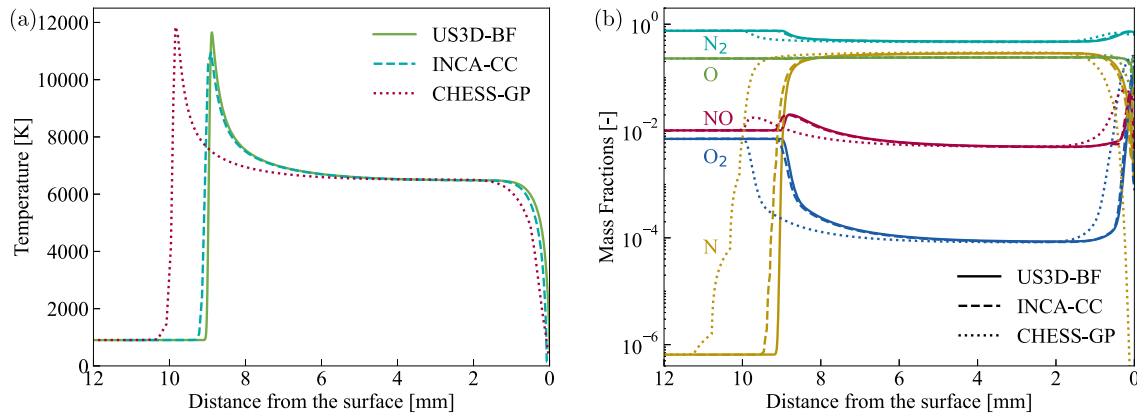 (a)
12000
10000
8000
6000
4000
2000
0
Temperature [K]
US3D-BF
INCA-CC
CHESS-GP
12 10 8 6 4 2 0
Distance from the surface [mm]
(b)
10⁰
10⁻²
10⁻⁴
10⁻⁶
Mass Fractions [-]
N₂
O
NO
O₂
N
US3D-BF
INCA-CC
CHESS-GP
12 10 8 6 4 2 0
Distance from the surface [mm]